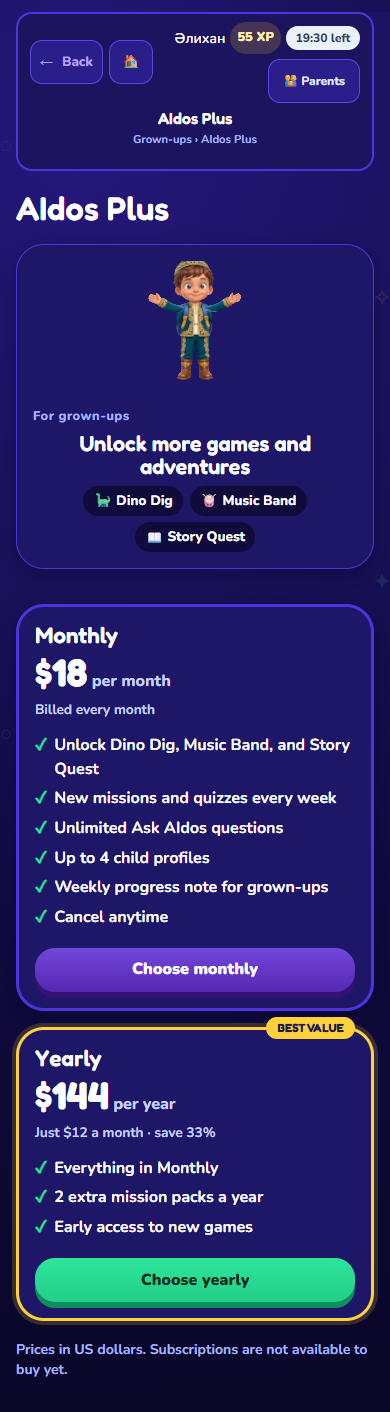 Әлихан 55 XP 19:30 left
← Back
Parents
AIdos Plus
Grown-ups › AIdos Plus
AIdos Plus
For grown-ups
Unlock more games and
adventures
Dino Dig Music Band
Story Quest
Monthly
$18 per month
Billed every month
✓ Unlock Dino Dig, Music Band, and Story
Quest
✓ New missions and quizzes every week
✓ Unlimited Ask AIdos questions
✓ Up to 4 child profiles
✓ Weekly progress note for grown-ups
✓ Cancel anytime
Choose monthly
BEST VALUE
Yearly
$144 per year
Just $12 a month · save 33%
✓ Everything in Monthly
✓ 2 extra mission packs a year
✓ Early access to new games
Choose yearly
Prices in US dollars. Subscriptions are not available to
buy yet.